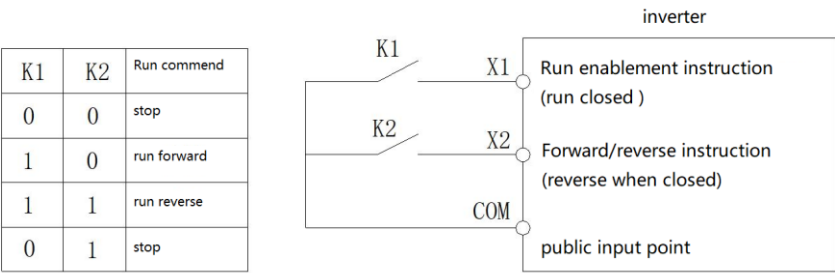 inverter
K1 K2 Run commend
0 0 stop
1 0 run forward
1 1 run reverse
0 1 stop
K1
X1
Run enablement instruction
(run closed )
K2
X2
Forward/reverse instruction
(reverse when closed)
COM
public input point